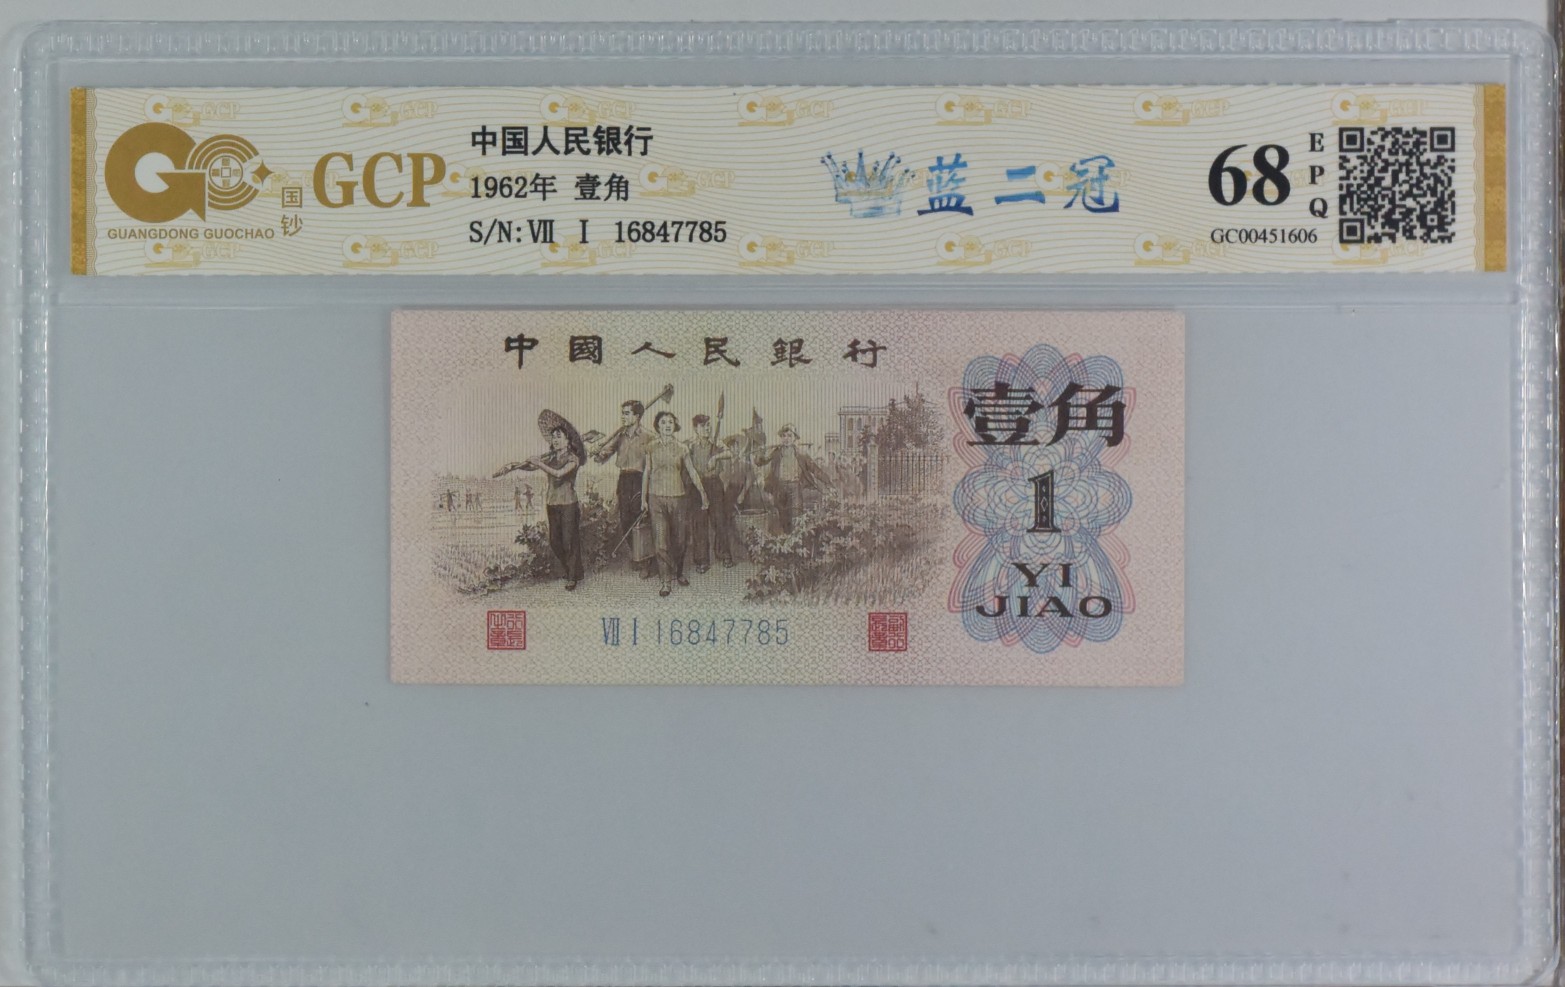 GCP
国钞
GUANGDONG GUOCHAO
中国人民银行
1962年 壹角
S/N:Ⅶ Ⅰ 16847785
蓝二冠
68
EPQ
GC00451606
中國人民銀行
壹角
1
YI
JIAO
Ⅶ Ⅰ 16847785